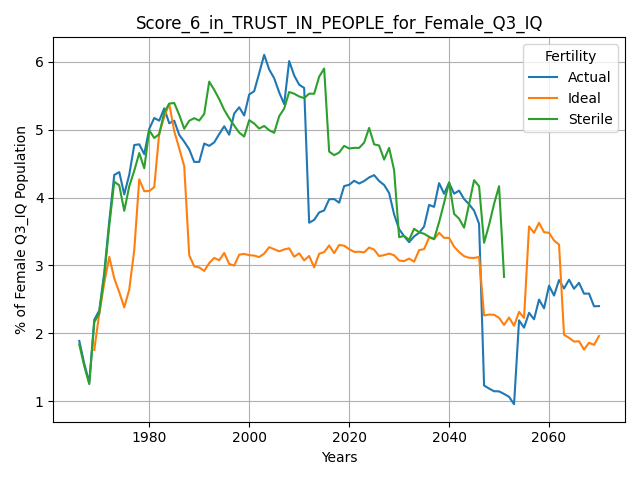 Score_6_in_TRUST_IN_PEOPLE_for_Female_Q3_IQ
% of Female Q3_IQ Population
6
5
4
3
2
1
Fertility
Actual
Ideal
Sterile
1980 2000 2020 2040 2060
Years